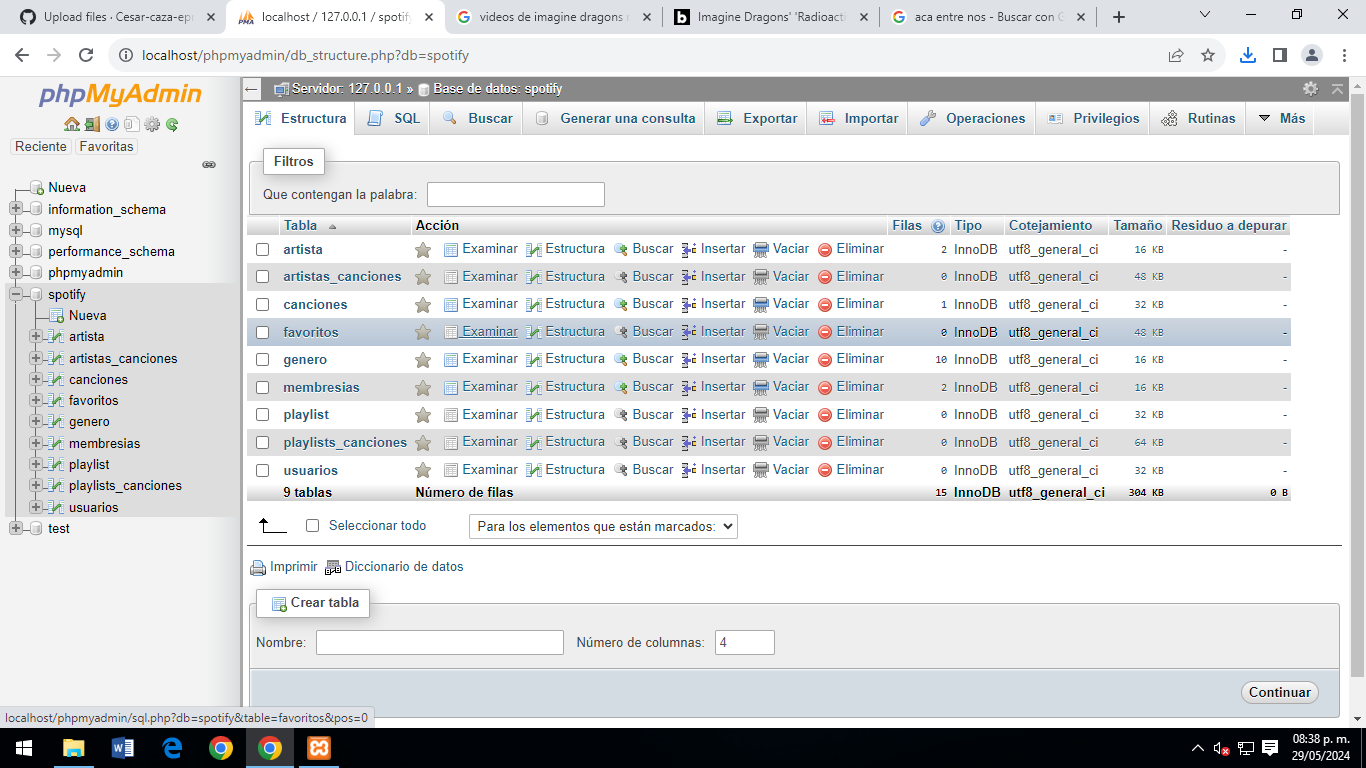 Upload files · Cesar-caza-epn
localhost / 127.0.0.1 / spotify
videos de imagine dragons r
Imagine Dragons' 'Radioacti
aca entre nos - Buscar con G
localhost/phpmyadmin/db_structure.php?db=spotify
phpMyAdmin
Reciente Favoritas
Nueva
information_schema
mysql
performance_schema
phpmyadmin
spotify
Nueva
artista
artistas_canciones
canciones
favoritos
genero
membresias
playlist
playlists_canciones
usuarios
test
Servidor: 127.0.0.1 » Base de datos: spotify
Estructura SQL Buscar Generar una consulta Exportar Importar Operaciones Privilegios Rutinas Más
Filtros
Que contengan la palabra:
Tabla Acción Filas Tipo Cotejamiento Tamaño Residuo a depurar
artista Examinar Estructura Buscar Insertar Vaciar Eliminar 2 InnoDB utf8_general_ci 16 KB -
artistas_canciones Examinar Estructura Buscar Insertar Vaciar Eliminar 0 InnoDB utf8_general_ci 48 KB -
canciones Examinar Estructura Buscar Insertar Vaciar Eliminar 1 InnoDB utf8_general_ci 32 KB -
favoritos Examinar Estructura Buscar Insertar Vaciar Eliminar 0 InnoDB utf8_general_ci 48 KB -
genero Examinar Estructura Buscar Insertar Vaciar Eliminar 10 InnoDB utf8_general_ci 16 KB -
membresias Examinar Estructura Buscar Insertar Vaciar Eliminar 2 InnoDB utf8_general_ci 16 KB -
playlist Examinar Estructura Buscar Insertar Vaciar Eliminar 0 InnoDB utf8_general_ci 32 KB -
playlists_canciones Examinar Estructura Buscar Insertar Vaciar Eliminar 0 InnoDB utf8_general_ci 64 KB -
usuarios Examinar Estructura Buscar Insertar Vaciar Eliminar 0 InnoDB utf8_general_ci 32 KB -
9 tablas Número de filas 15 InnoDB utf8_general_ci 304 KB 0 B
Seleccionar todo Para los elementos que están marcados:
Imprimir Diccionario de datos
Crear tabla
Nombre: Número de columnas: 4
Continuar
localhost/phpmyadmin/sql.php?db=spotify&table=favoritos&pos=0
08:38 p. m.
29/05/2024